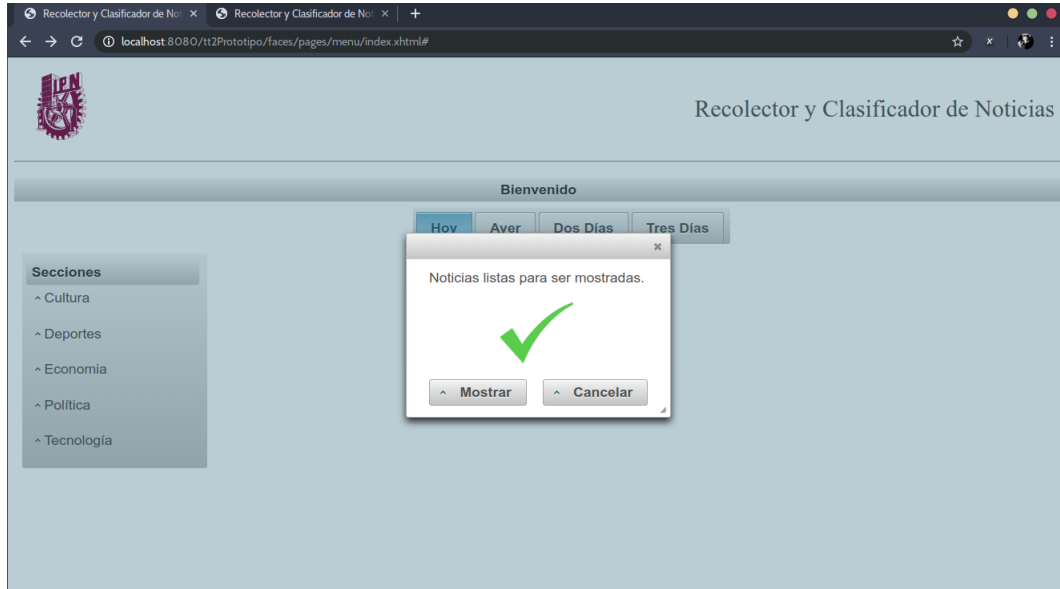 Recolector y Clasificador de Not
Recolector y Clasificador de Not
localhost:8080/tt2Prototipo/faces/pages/menu/index.xhtml#
IPN
Recolector y Clasificador de Noticias
Bienvenido
Hoy Ayer Dos Días Tres Días
Secciones
Cultura
Deportes
Economia
Política
Tecnología
Noticias listas para ser mostradas.
Mostrar Cancelar